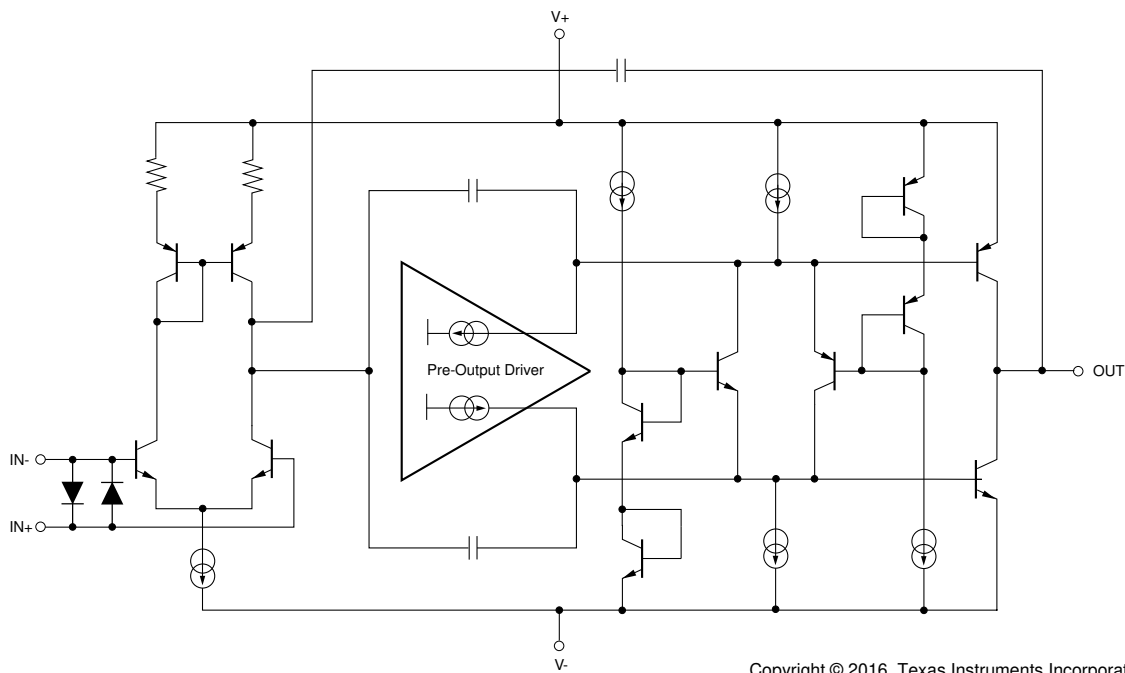 V+
Pre-Output Driver
OUT
IN-
IN+
V-
Copyright © 2016, Texas Instruments Incorporat